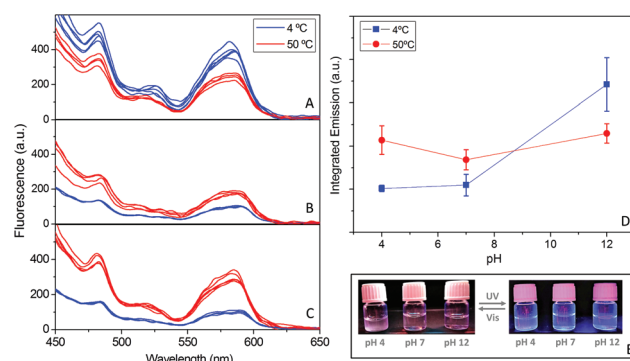 4 ºC
50 ºC
400
200
0
A
400
200
0
B
400
200
0
C
450 500 550 600 650
Wavelength (nm)
Fluorescence (a.u.)
4ºC
50ºC
Integrated Emission (a.u.)
D
4 6 8 10 12
pH
UV
Vis
pH 4 pH 7 pH 12
pH 4 pH 7 pH 12
E